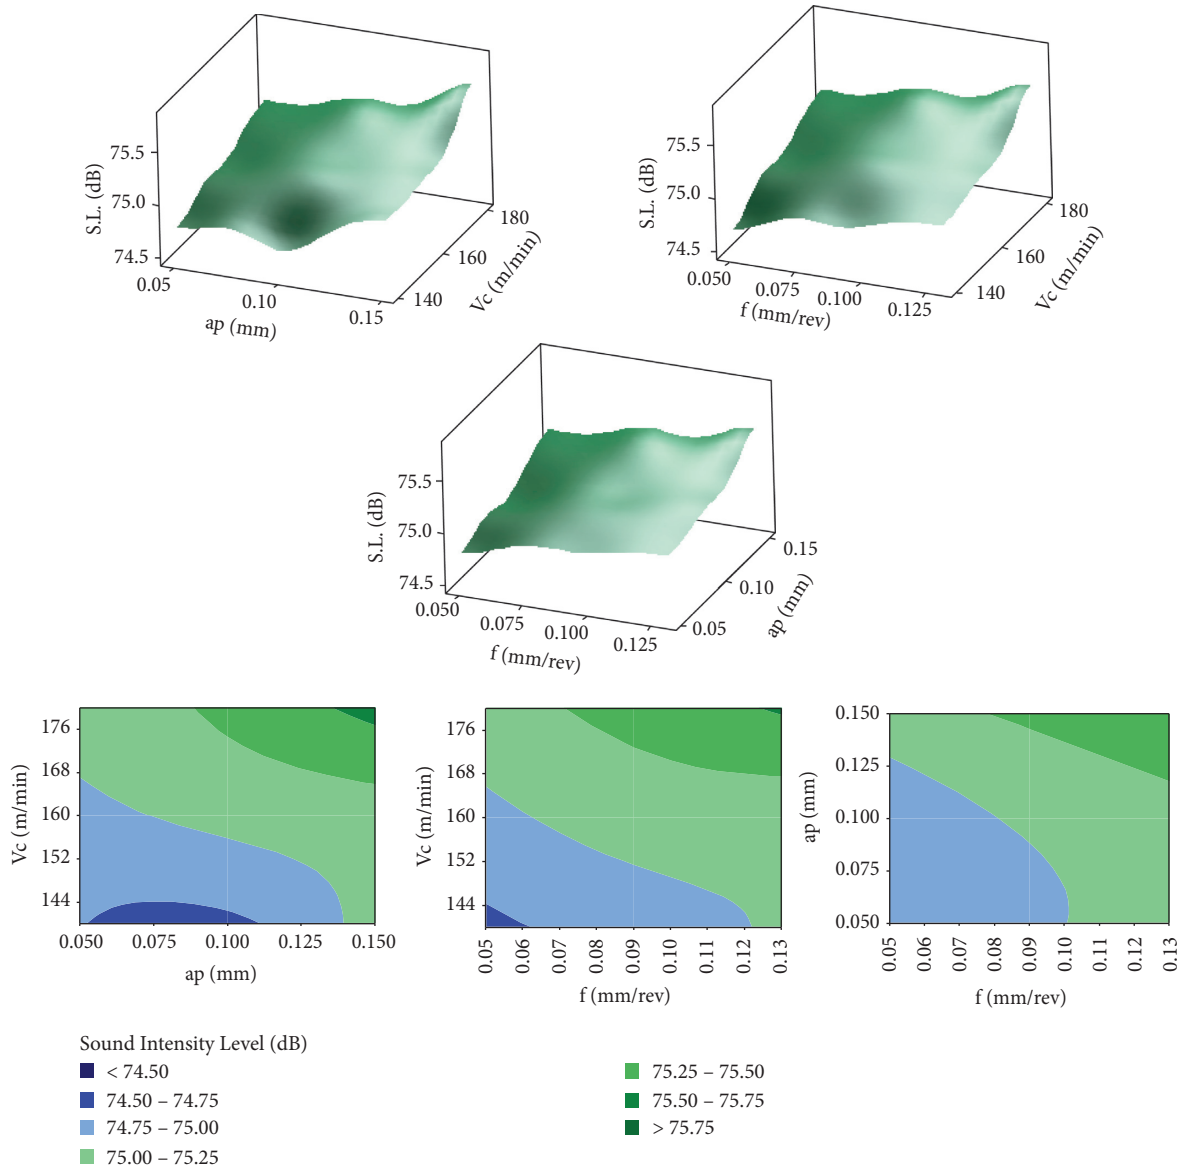 75.5
75.0
74.5
S.L. (dB)
0.05
0.10
0.15
ap (mm)
140
160
180
Vc (m/min)
75.5
75.0
74.5
S.L. (dB)
0.050
0.075
0.100
0.125
f (mm/rev)
140
160
180
Vc (m/min)
75.5
75.0
74.5
S.L. (dB)
0.050
0.075
0.100
0.125
f (mm/rev)
0.05
0.10
0.15
ap (mm)
176
168
160
152
144
Vc (m/min)
0.050 0.075 0.100 0.125 0.150
ap (mm)
176
168
160
152
144
Vc (m/min)
0.05 0.06 0.07 0.08 0.09 0.10 0.11 0.12 0.13
f (mm/rev)
0.150
0.125
0.100
0.075
0.050
ap (mm)
0.05 0.06 0.07 0.08 0.09 0.10 0.11 0.12 0.13
f (mm/rev)
Sound Intensity Level (dB)
< 74.50
74.50 – 74.75
74.75 – 75.00
75.00 – 75.25
75.25 – 75.50
75.50 – 75.75
> 75.75